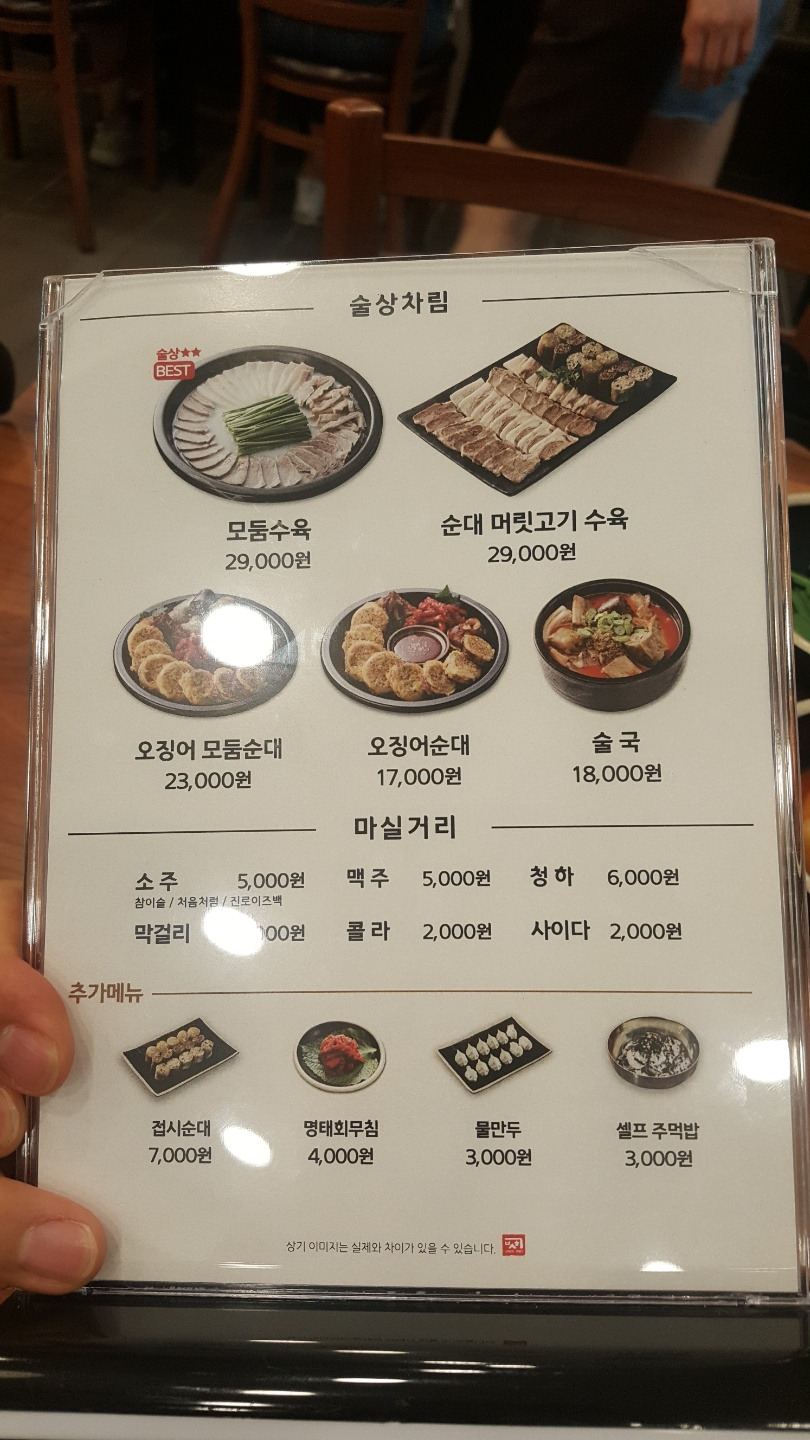 술상차림
술상★★
BEST
모둠수육
29,000원
순대 머릿고기 수육
29,000원
오징어 모둠순대
23,000원
오징어순대
17,000원
술 국
18,000원
마실거리
소 주 5,000원
참이슬 / 처음처럼 / 진로이즈백
맥 주 5,000원
청 하 6,000원
막걸리
콜 라 2,000원
사이다 2,000원
추가메뉴
접시순대
7,000원
명태회무침
4,000원
물만두
3,000원
셀프 주먹밥
3,000원
상기 이미지는 실제와 차이가 있을 수 있습니다.